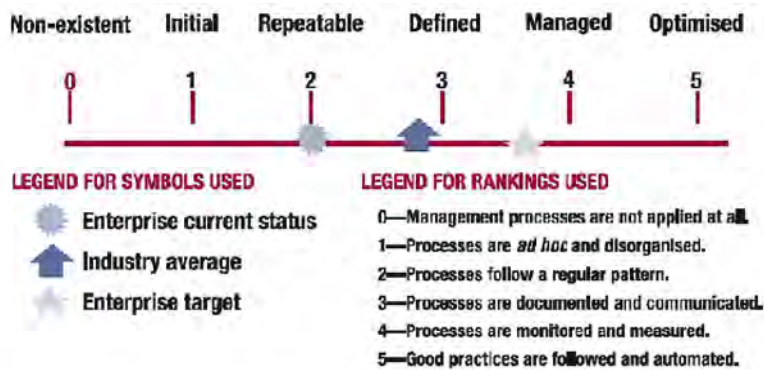 Non-existent Initial Repeatable Defined Managed Optimised
0 1 2 3 4 5
LEGEND FOR SYMBOLS USED
Enterprise current status
Industry average
Enterprise target
LEGEND FOR RANKINGS USED
0—Management processes are not applied at all.
1—Processes are ad hoc and disorganised.
2—Processes follow a regular pattern.
3—Processes are documented and communicated.
4—Processes are monitored and measured.
5—Good practices are followed and automated.